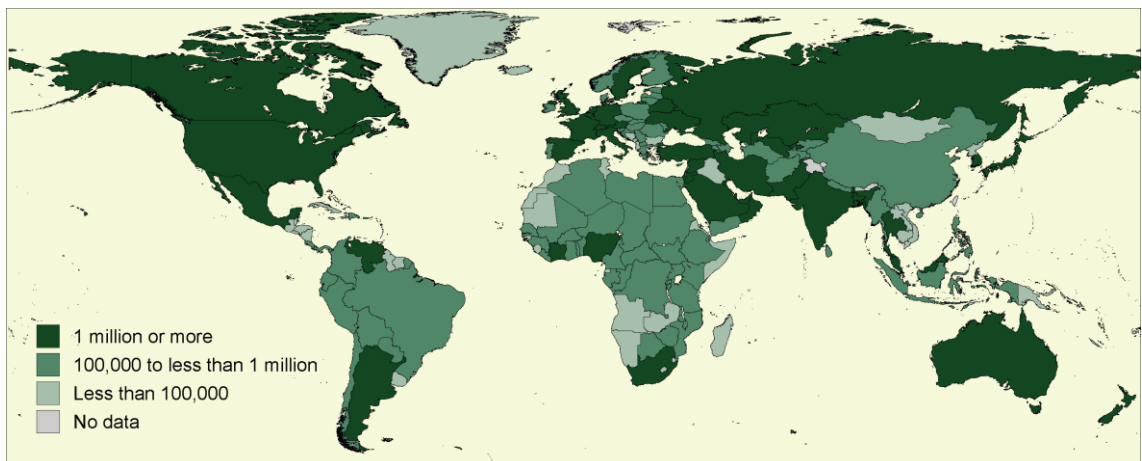 1 million or more
100,000 to less than 1 million
Less than 100,000
No data